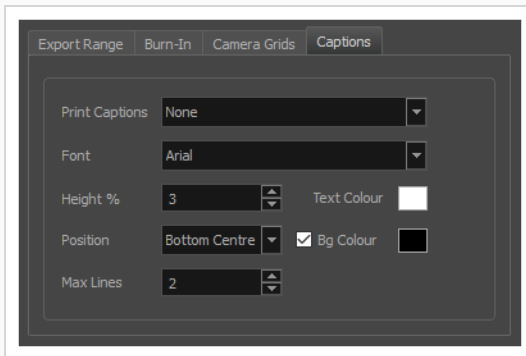 Export Range Burn-In Camera Grids Captions
Print Captions None
Font Arial
Height % 3 Text Colour
Position Bottom Centre Bg Colour
Max Lines 2